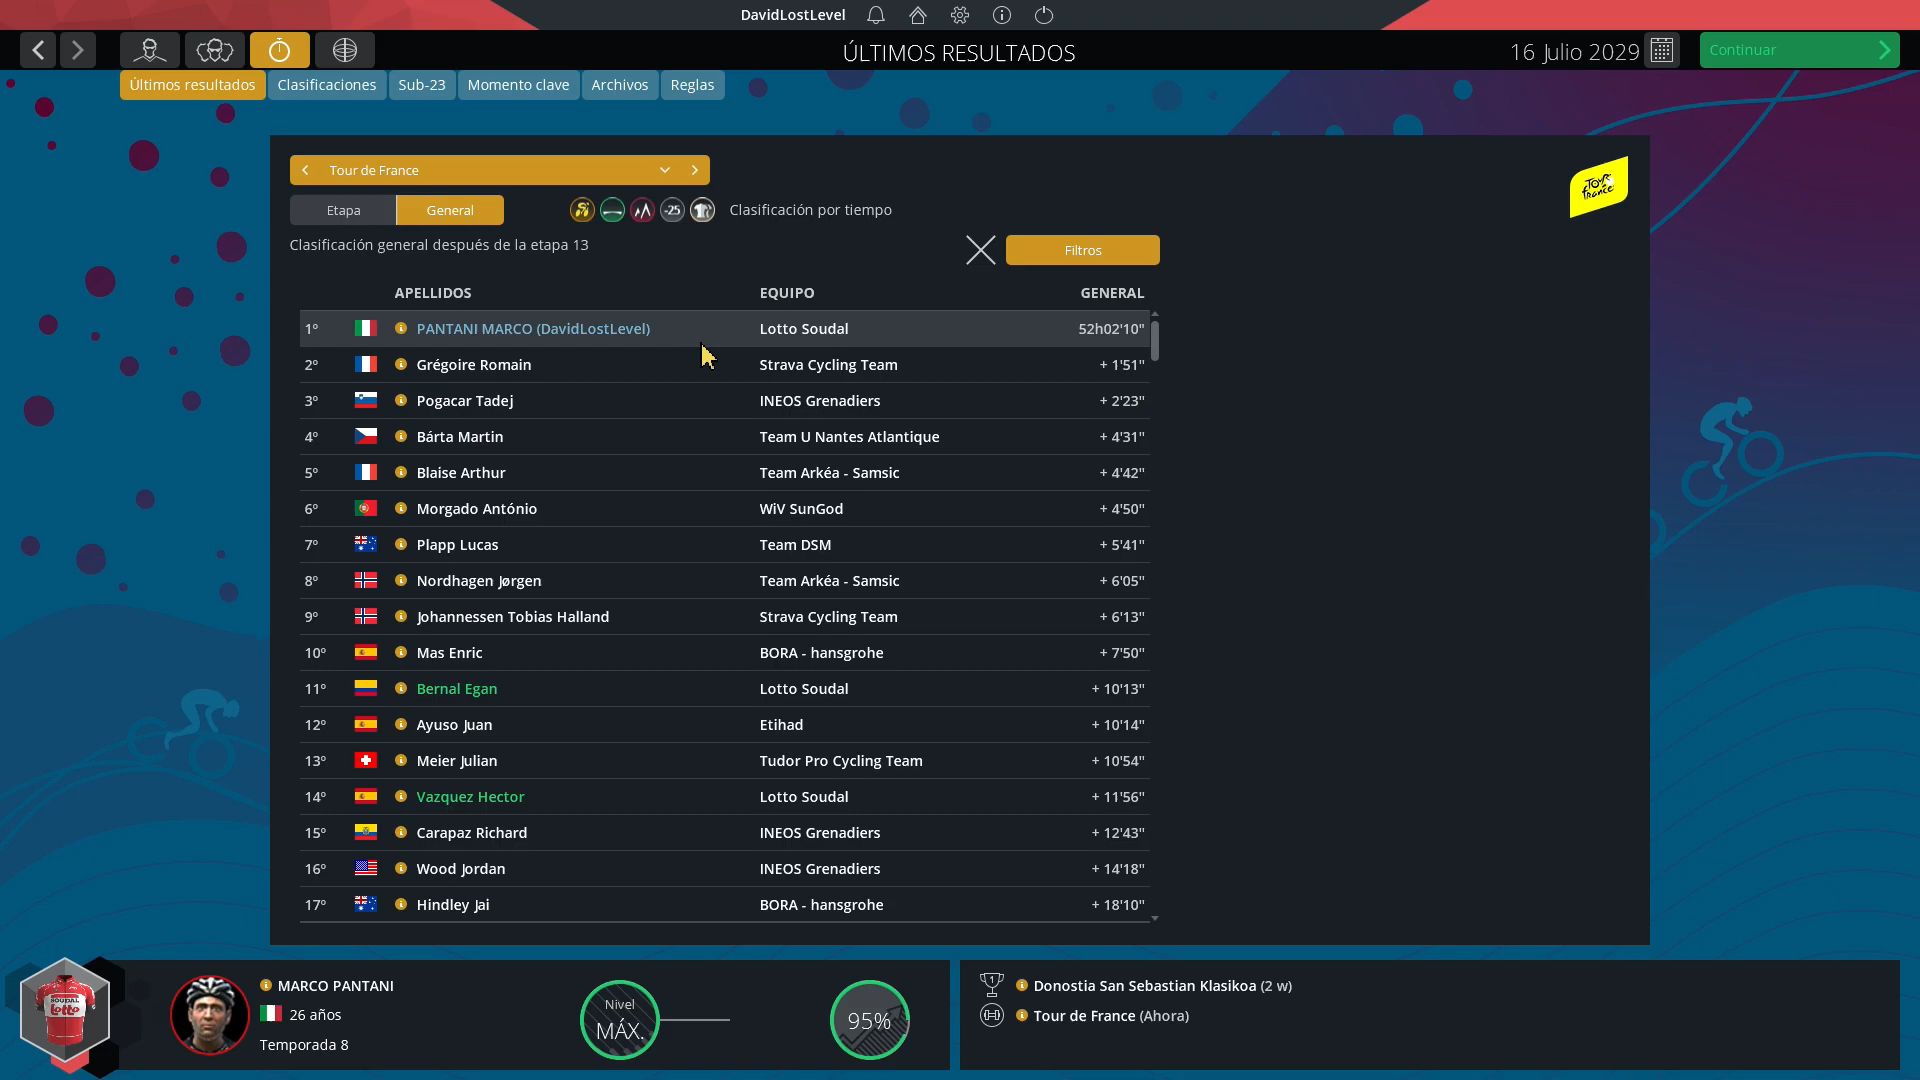 DavidLostLevel
ÚLTIMOS RESULTADOS
16 Julio 2029
Continuar
Últimos resultados
Clasificaciones
Sub-23
Momento clave
Archivos
Reglas
Tour de France
Etapa
General
-25
Clasificación por tiempo
Tour de france
Clasificación general después de la etapa 13
Filtros
APELLIDOS EQUIPO GENERAL
1º PANTANI MARCO (DavidLostLevel) Lotto Soudal 52h02'10''
2º Grégoire Romain Strava Cycling Team + 1'51''
3º Pogacar Tadej INEOS Grenadiers + 2'23''
4º Bárta Martin Team U Nantes Atlantique + 4'31''
5º Blaise Arthur Team Arkéa - Samsic + 4'42''
6º Morgado António WiV SunGod + 4'50''
7º Plapp Lucas Team DSM + 5'41''
8º Nordhagen Jørgen Team Arkéa - Samsic + 6'05''
9º Johannessen Tobias Halland Strava Cycling Team + 6'13''
10º Mas Enric BORA - hansgrohe + 7'50''
11º Bernal Egan Lotto Soudal + 10'13''
12º Ayuso Juan Etihad + 10'14''
13º Meier Julian Tudor Pro Cycling Team + 10'54''
14º Vazquez Hector Lotto Soudal + 11'56''
15º Carapaz Richard INEOS Grenadiers + 12'43''
16º Wood Jordan INEOS Grenadiers + 14'18''
17º Hindley Jai BORA - hansgrohe + 18'10''
SOUDAL
lotto
MARCO PANTANI
26 años
Temporada 8
Nivel
MÁX.
95%
1
Donostia San Sebastian Klasikoa (2 w)
Tour de France (Ahora)